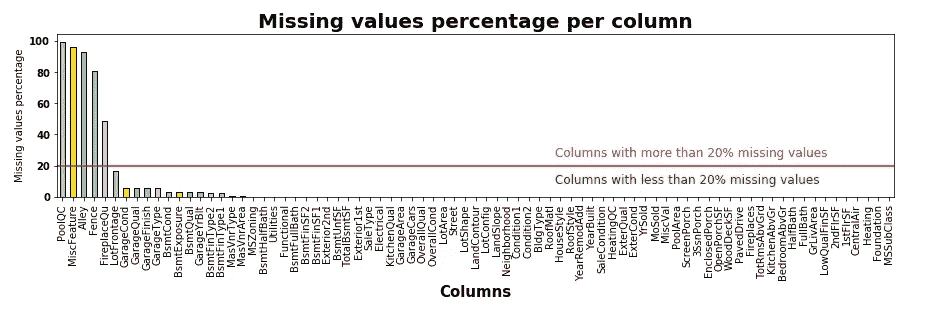 Missing values percentage per column
Missing values percentage
100
80
60
40
20
0
Columns with more than 20% missing values
Columns with less than 20% missing values
PoolQC
MiscFeature
Alley
Fence
FireplaceQu
LotFrontage
GarageCond
GarageQual
GarageFinish
GarageType
BsmtCond
BsmtExposure
BsmtQual
GarageYrBlt
BsmtFinType2
BsmtFinType1
MasVnrType
MasVnrArea
MSZoning
BsmtHalfBath
Utilities
Functional
BsmtFullBath
BsmtFinSF2
BsmtFinSF1
Exterior2nd
BsmtUnfSF
TotalBsmtSF
Exterior1st
SaleType
Electrical
KitchenQual
GarageArea
GarageCars
OverallQual
OverallCond
LotArea
Street
LotShape
LandContour
LotConfig
LandSlope
Neighborhood
Condition1
Condition2
BldgType
RoofMatl
HouseStyle
RoofStyle
YearRemodAdd
YearBuilt
SaleCondition
HeatingQC
ExterQual
ExterCond
YrSold
MoSold
MiscVal
PoolArea
ScreenPorch
3SsnPorch
EnclosedPorch
OpenPorchSF
WoodDeckSF
PavedDrive
Fireplaces
TotRmsAbvGrd
KitchenAbvGr
BedroomAbvGr
HalfBath
FullBath
GrLivArea
LowQualFinSF
2ndFlrSF
1stFlrSF
CentralAir
Heating
Foundation
MSSubClass
Columns